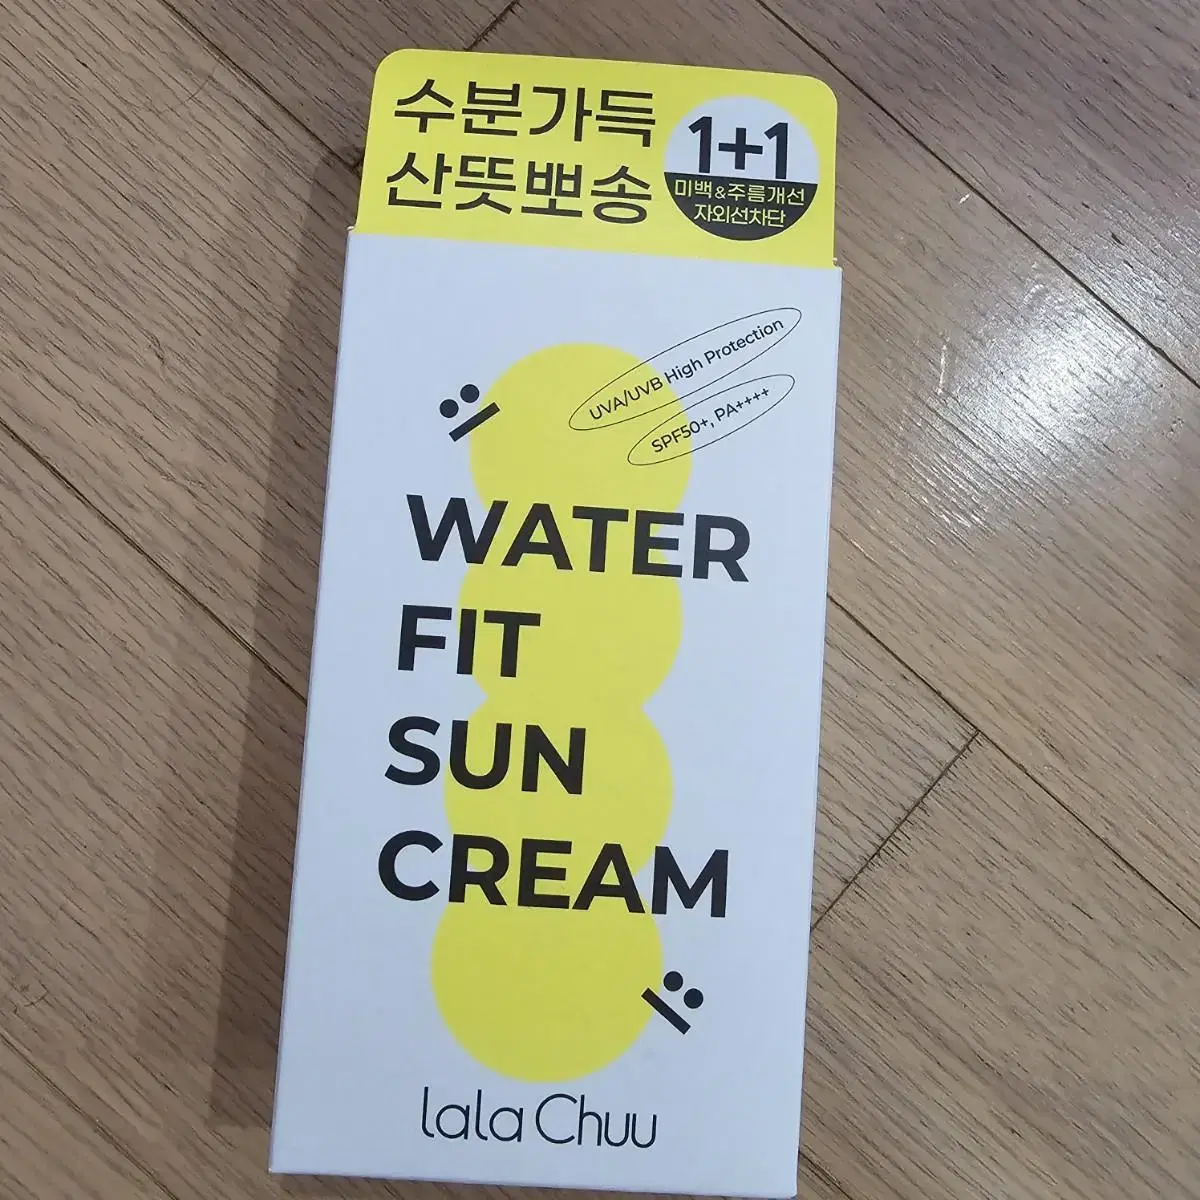 수분가득
산뜻뽀송
1+1
미백&주름개선
자외선차단
UVA/UVB High Protection
SPF50+, PA++++
WATER
FIT
SUN
CREAM
lala Chuu